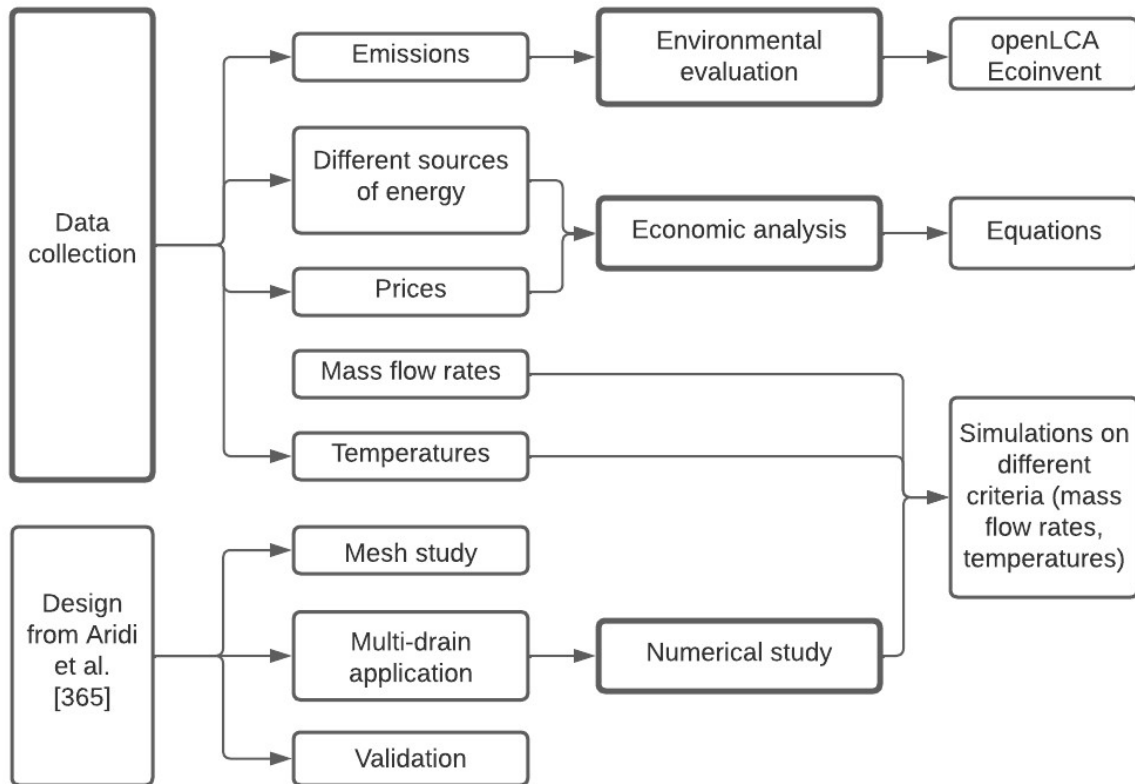 Data
collection
Emissions
Environmental
evaluation
openLCA
Ecoinvent
Different sources
of energy
Economic analysis
Equations
Prices
Mass flow rates
Temperatures
Simulations on
different
criteria (mass
flow rates,
temperatures)
Design
from Aridi
et al.
[365]
Mesh study
Multi-drain
application
Numerical study
Validation